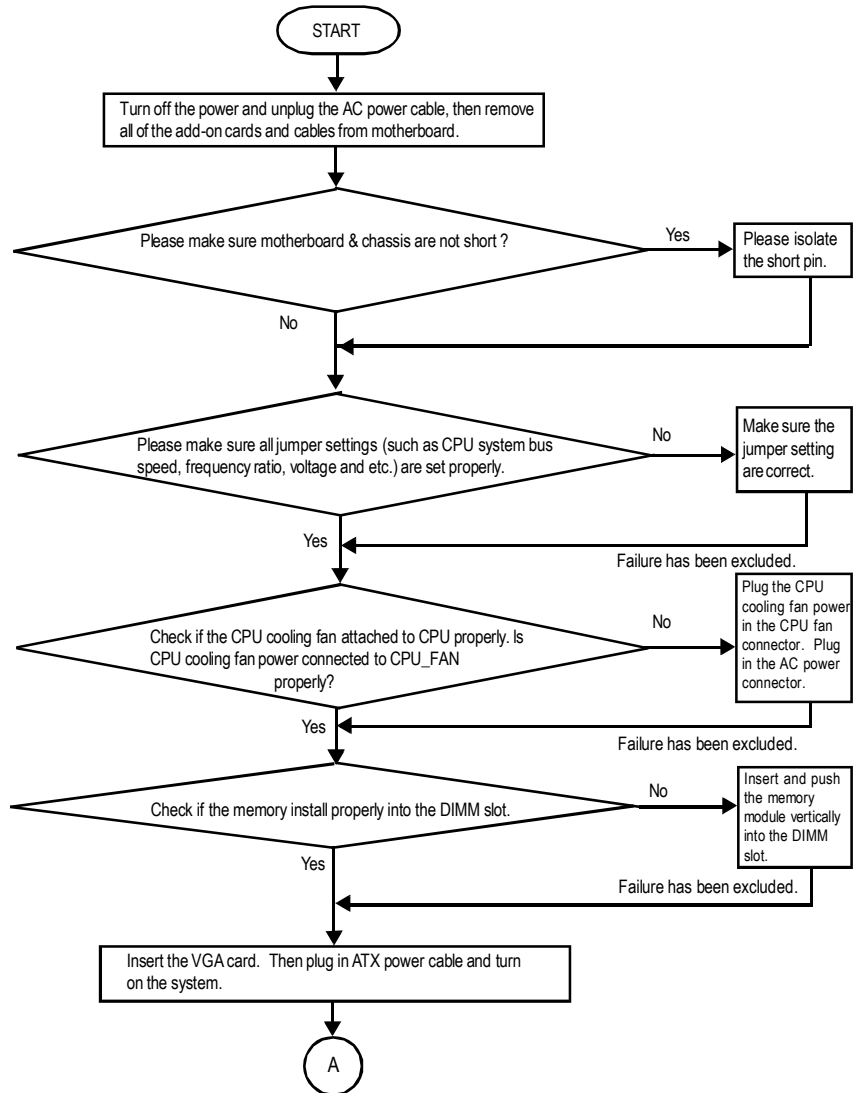 START
Turn off the power and unplug the AC power cable, then remove
all of the add-on cards and cables from motherboard.
Please make sure motherboard & chassis are not short ?
Yes
Please isolate
the short pin.
No
Please make sure all jumper settings (such as CPU system bus
speed, frequency ratio, voltage and etc.) are set properly.
No
Make sure the
jumper setting
are correct.
Yes
Failure has been excluded.
Check if the CPU cooling fan attached to CPU properly. Is
CPU cooling fan power connected to CPU_FAN
properly?
No
Plug the CPU
cooling fan power
in the CPU fan
connector. Plug
in the AC power
connector.
Yes
Failure has been excluded.
Check if the memory install properly into the DIMM slot.
No
Insert and push
the memory
module vertically
into the DIMM
slot.
Yes
Failure has been excluded.
Insert the VGA card. Then plug in ATX power cable and turn
on the system.
A